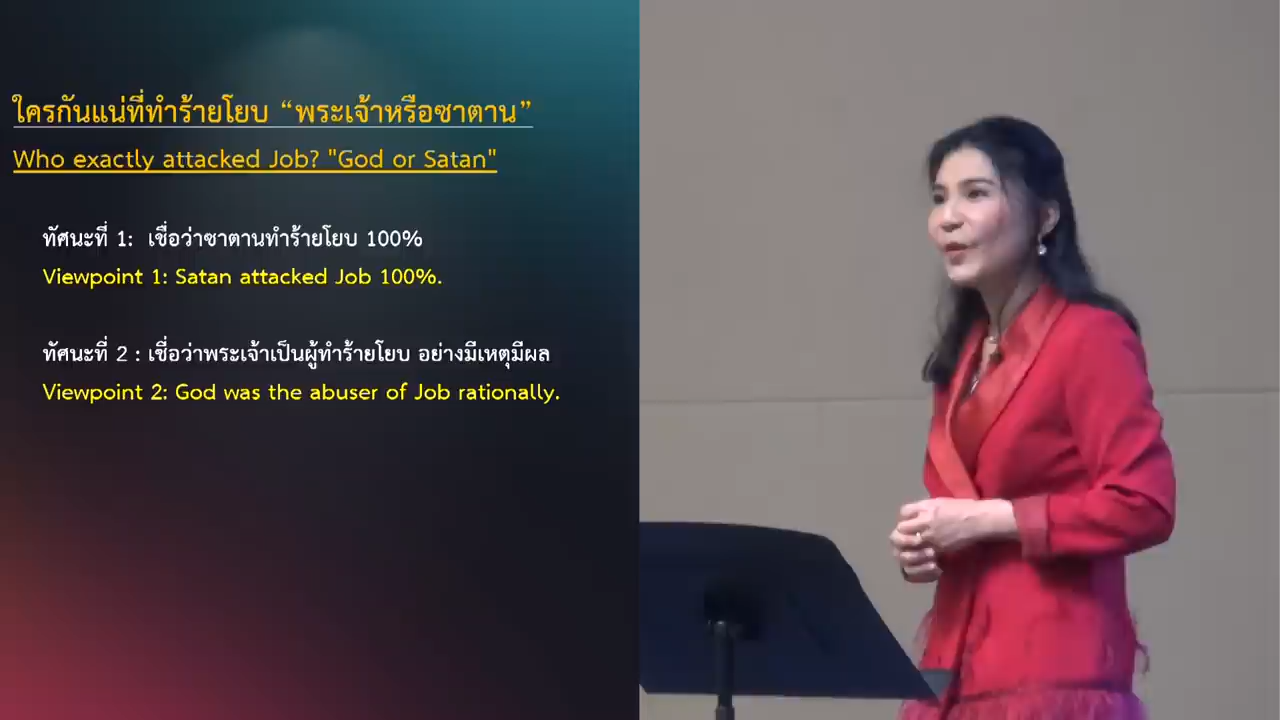 ใครกันแน่ที่ทำร้ายโยบ “พระเจ้าหรือซาตาน”
Who exactly attacked Job? "God or Satan"
ทัศนะที่ 1: เชื่อว่าซาตานทำร้ายโยบ 100%
Viewpoint 1: Satan attacked Job 100%.
ทัศนะที่ 2 : เชื่อว่าพระเจ้าเป็นผู้ทำร้ายโยบ อย่างมีเหตุมีผล
Viewpoint 2: God was the abuser of Job rationally.